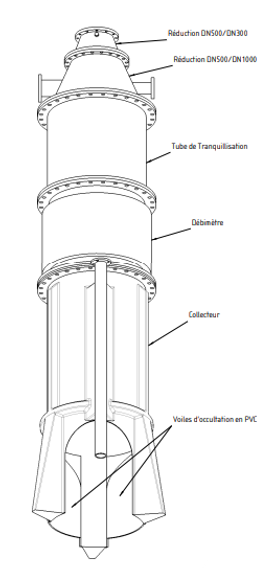 Réduction DN500/DN300
Réduction DN500/DN1000
Tube de Tranquillisation
Débimètre
Collecteur
Voiles d'occultation en PVC